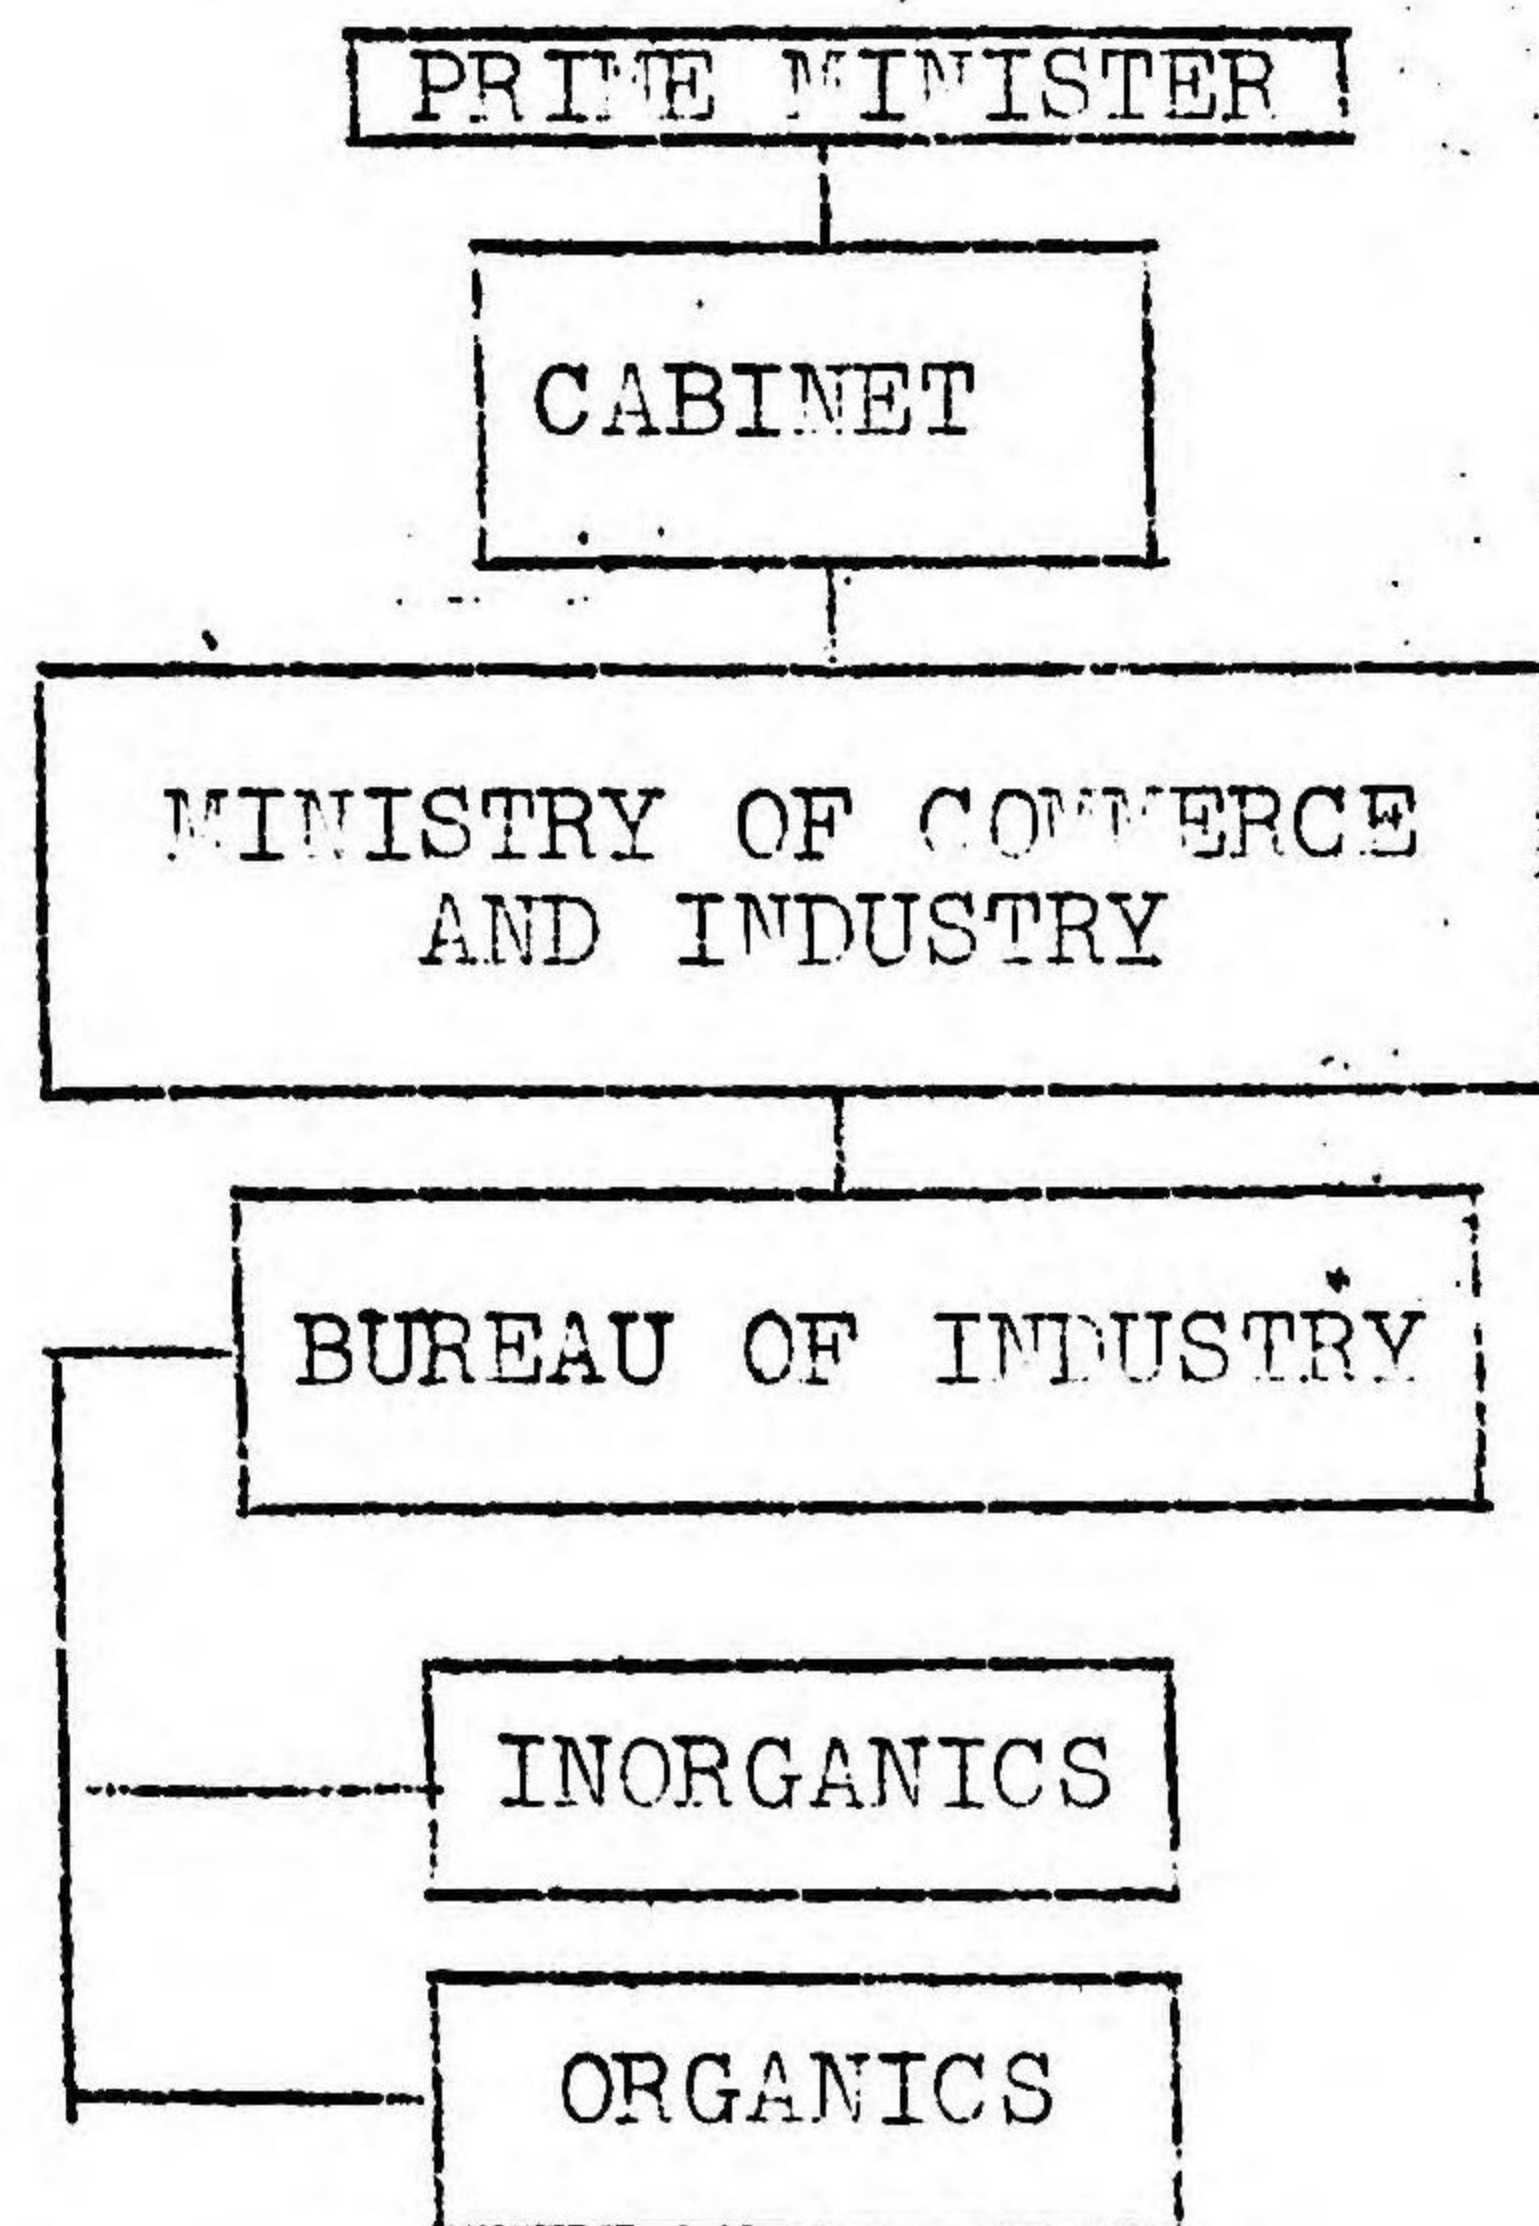 PRIME MINISTER
CABINET
MINISTRY OF COMMERCE
AND INDUSTRY
BUREAU OF INDUSTRY
INORGANICS
ORGANICS